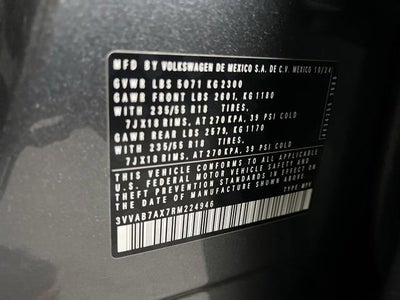 MFD BY VOLKSWAGEN DE MEXICO S.A. DE C.V. MEXICO 10/24
GVWR LBS 5071 KG 2300
GAWR FRONT LBS 2601, KG 1180
WITH 235/55 R18 TIRES.
7JX18 RIMS, AT 270 KPA, 39 PSI COLD
GAWR REAR LBS 2579, KG 1170
WITH 235/55 R18 TIRES.
7JX18 RIMS, AT 270 KPA, 39 PSI COLD
THIS VEHICLE CONFORMS TO ALL APPLICABLE
U.S. FEDERAL MOTOR VEHICLE SAFETY STANDARDS
IN EFFECT ON THE DATE OF MANUFACTURE SHOWN ABOVE
3VVAB7AX7RM224946 TYPE: MPV